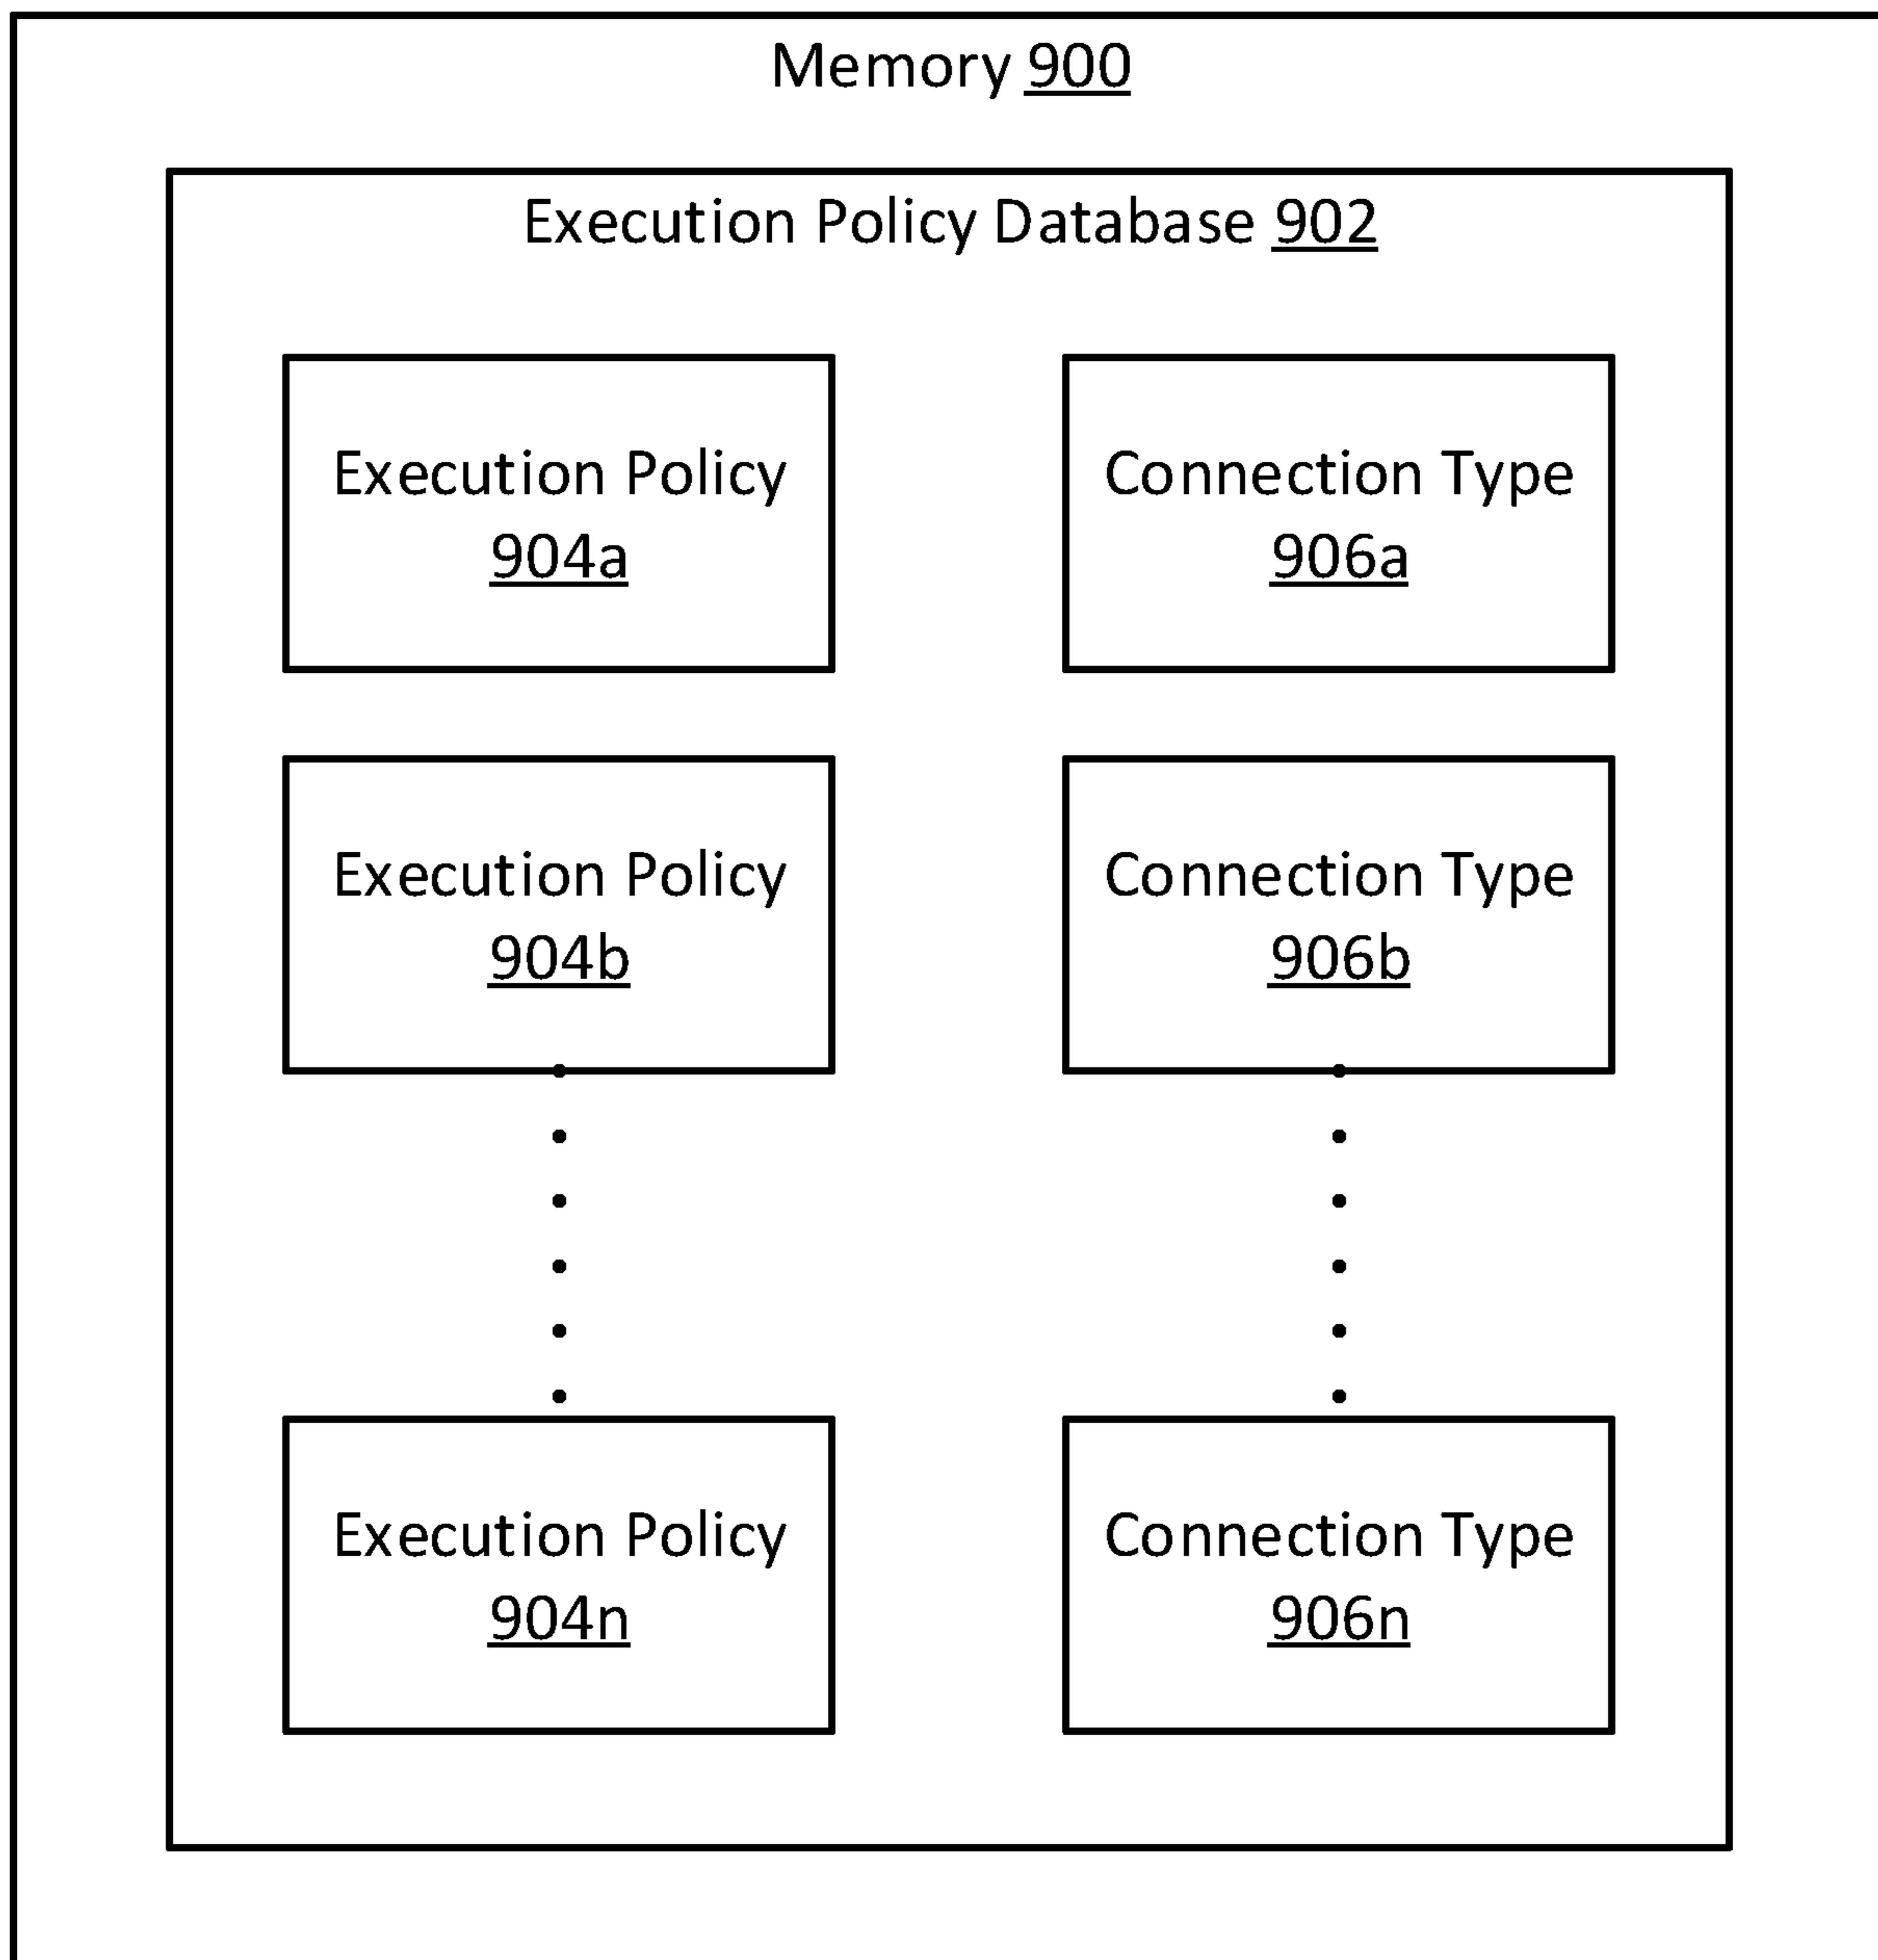 Memory 900
Execution Policy Database 902
Execution Policy
904a
Connection Type
906a
Execution Policy
904b
Connection Type
906b
Execution Policy
904n
Connection Type
906n